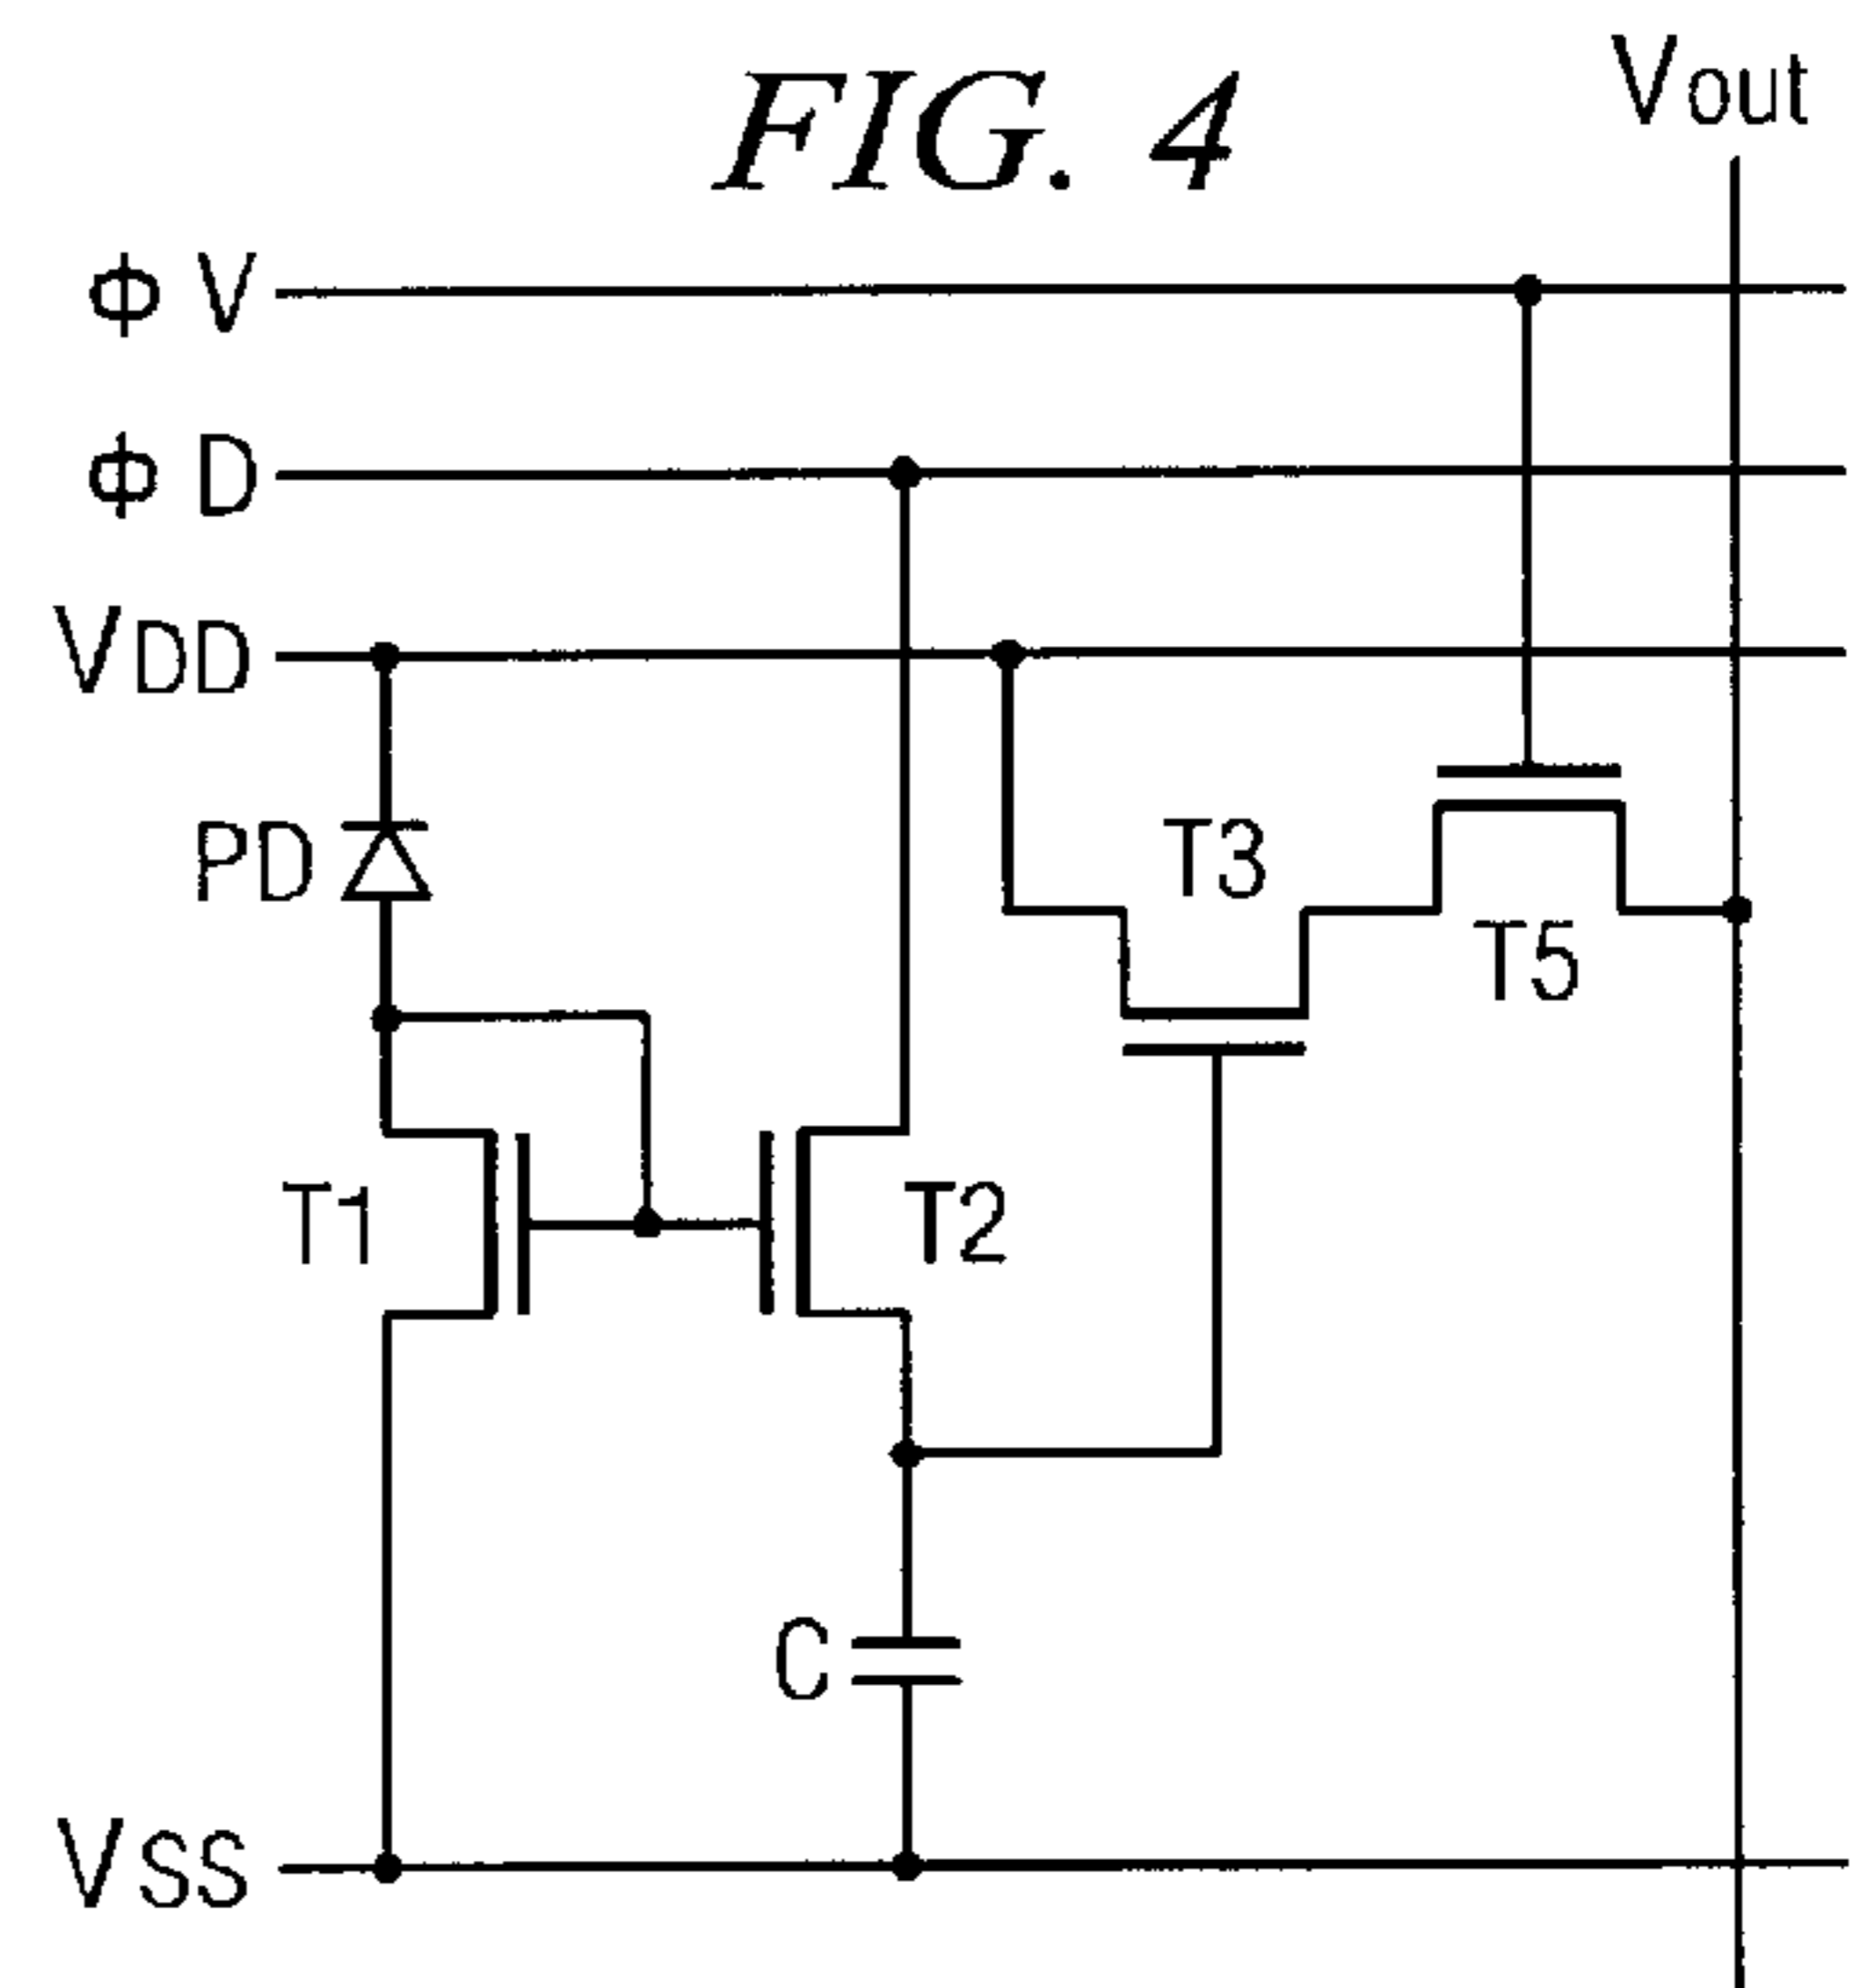 FIG. 4
Vout
ϕ V
ϕ D
VDD
PD
T3
T5
T1
T2
C
VSS